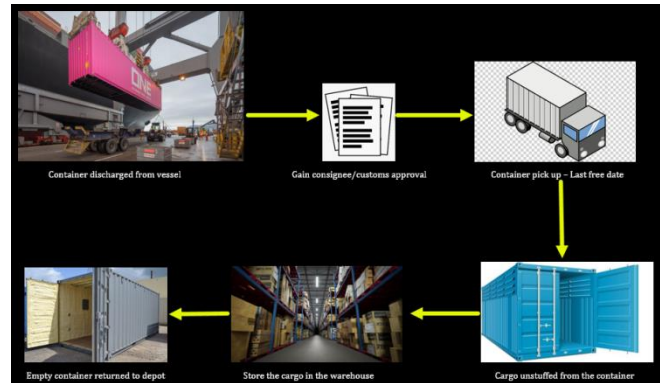 ONE
Container discharged from vessel
Gain consignee/customs approval
Container pick up – Last free date
Empty container returned to depot
Store the cargo in the warehouse
Cargo unstuffed from the container